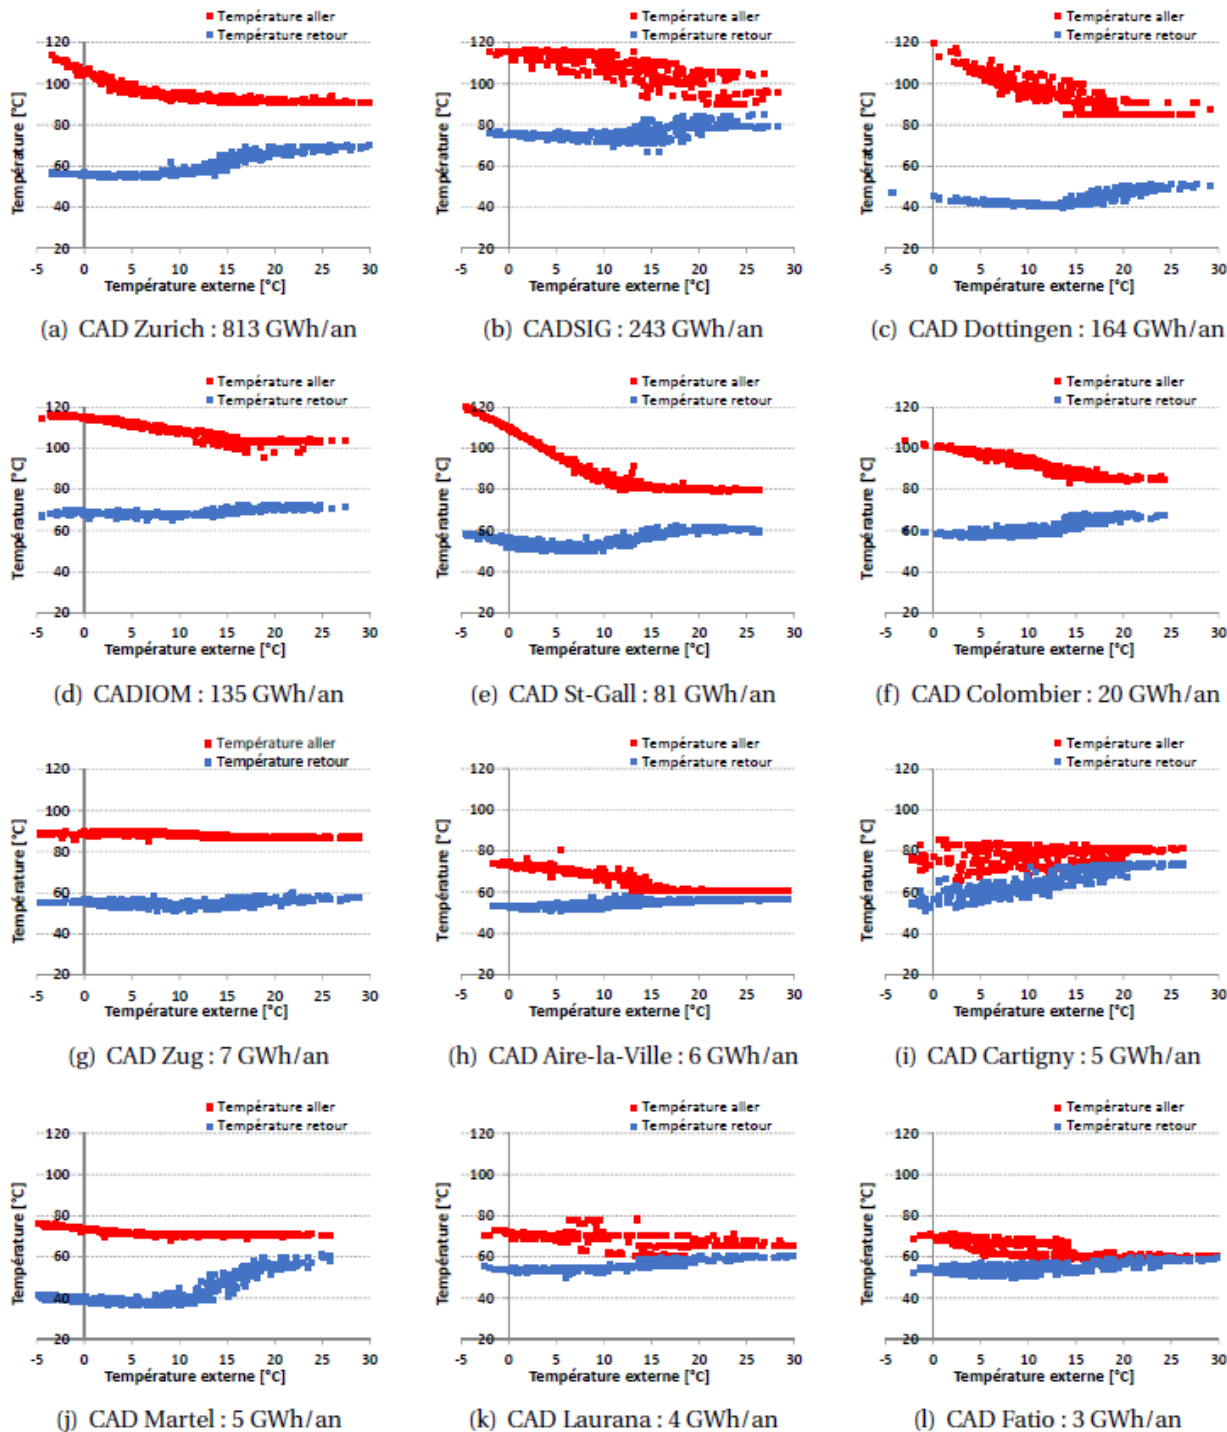 Température aller
Température retour
120
100
80
60
40
20
-5 0 5 10 15 20 25 30
Température [°C]
Température externe [°C]
(a) CAD Zurich : 813 GWh/an
Température aller
Température retour
120
100
80
60
40
20
-5 0 5 10 15 20 25 30
Température [°C]
Température externe [°C]
(b) CADSIG : 243 GWh/an
Température aller
Température retour
120
100
80
60
40
20
-5 0 5 10 15 20 25 30
Température [°C]
Température externe [°C]
(c) CAD Dottingen : 164 GWh/an
Température aller
Température retour
120
100
80
60
40
20
-5 0 5 10 15 20 25 30
Température [°C]
Température externe [°C]
(d) CADIOM : 135 GWh/an
Température aller
Température retour
120
100
80
60
40
20
-5 0 5 10 15 20 25 30
Température [°C]
Température externe [°C]
(e) CAD St-Gall : 81 GWh/an
Température aller
Température retour
120
100
80
60
40
20
-5 0 5 10 15 20 25 30
Température [°C]
Température externe [°C]
(f) CAD Colombier : 20 GWh/an
Température aller
Température retour
120
100
80
60
40
20
-5 0 5 10 15 20 25 30
Température [°C]
Température externe [°C]
(g) CAD Zug : 7 GWh/an
Température aller
Température retour
120
100
80
60
40
20
-5 0 5 10 15 20 25 30
Température [°C]
Température externe [°C]
(h) CAD Aire-la-Ville : 6 GWh/an
Température aller
Température retour
120
100
80
60
40
20
-5 0 5 10 15 20 25 30
Température [°C]
Température externe [°C]
(i) CAD Cartigny : 5 GWh/an
Température aller
Température retour
120
100
80
60
40
20
-5 0 5 10 15 20 25 30
Température [°C]
Température externe [°C]
(j) CAD Martel : 5 GWh/an
Température aller
Température retour
120
100
80
60
40
20
-5 0 5 10 15 20 25 30
Température [°C]
Température externe [°C]
(k) CAD Laurana : 4 GWh/an
Température aller
Température retour
120
100
80
60
40
20
-5 0 5 10 15 20 25 30
Température [°C]
Température externe [°C]
(l) CAD Fatio : 3 GWh/an